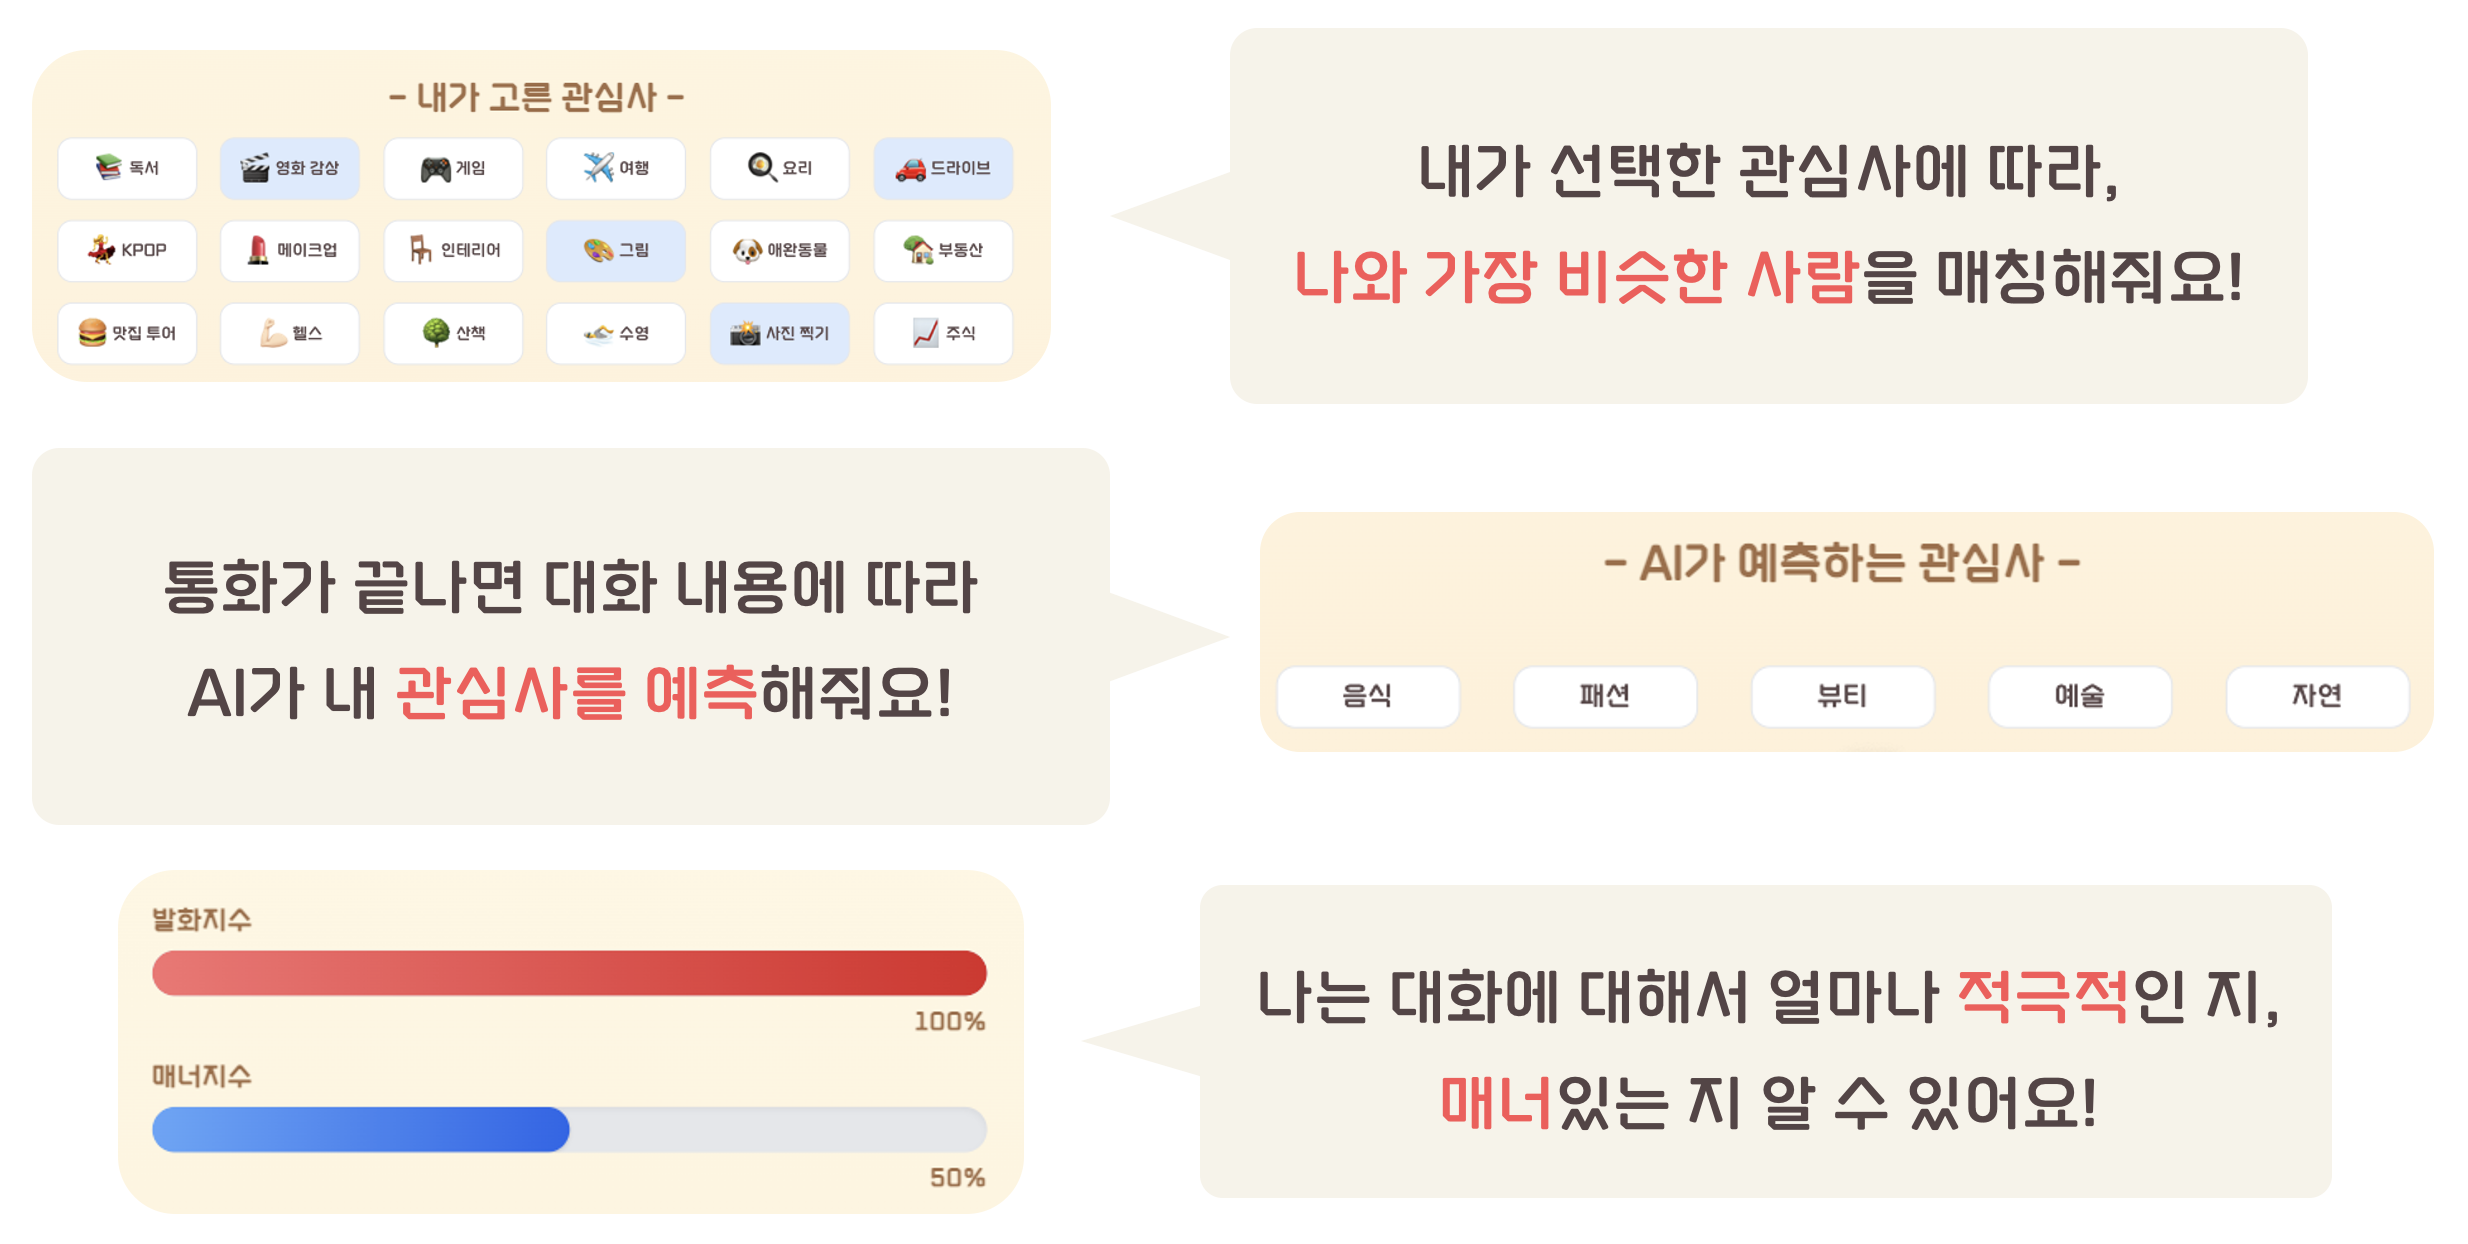 - 내가 고른 관심사 -
독서 영화 감상 게임 여행 요리 드라이브
KPOP 메이크업 인테리어 그림 애완동물 부동산
맛집 투어 헬스 산책 수영 사진 찍기 주식
내가 선택한 관심사에 따라,
나와 가장 비슷한 사람을 매칭해줘요!
통화가 끝나면 대화 내용에 따라
AI가 내 관심사를 예측해줘요!
- AI가 예측하는 관심사 -
음식 패션 뷰티 예술 자연
발화지수
100%
매너지수
50%
나는 대화에 대해서 얼마나 적극적인 지,
매너있는 지 알 수 있어요!